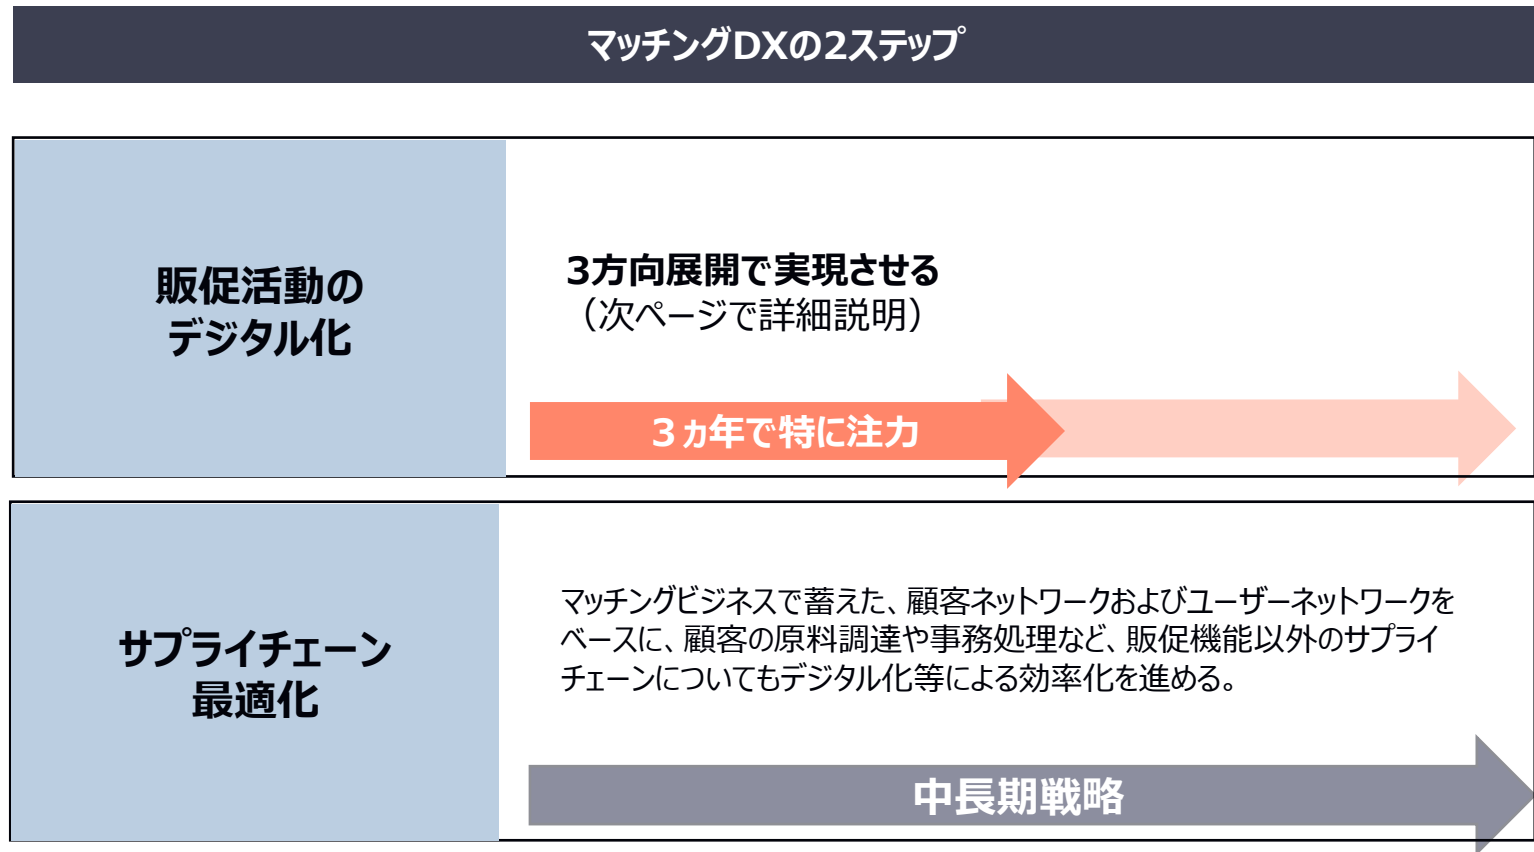 マッチングDXの2ステップ
販促活動の
デジタル化
3方向展開で実現させる
（次ページで詳細説明）
3ヵ年で特に注力
サプライチェーン
最適化
マッチングビジネスで蓄えた、顧客ネットワークおよびユーザーネットワークを
ベースに、顧客の原料調達や事務処理など、販促機能以外のサプライ
チェーンについてもデジタル化等による効率化を進める。
中長期戦略